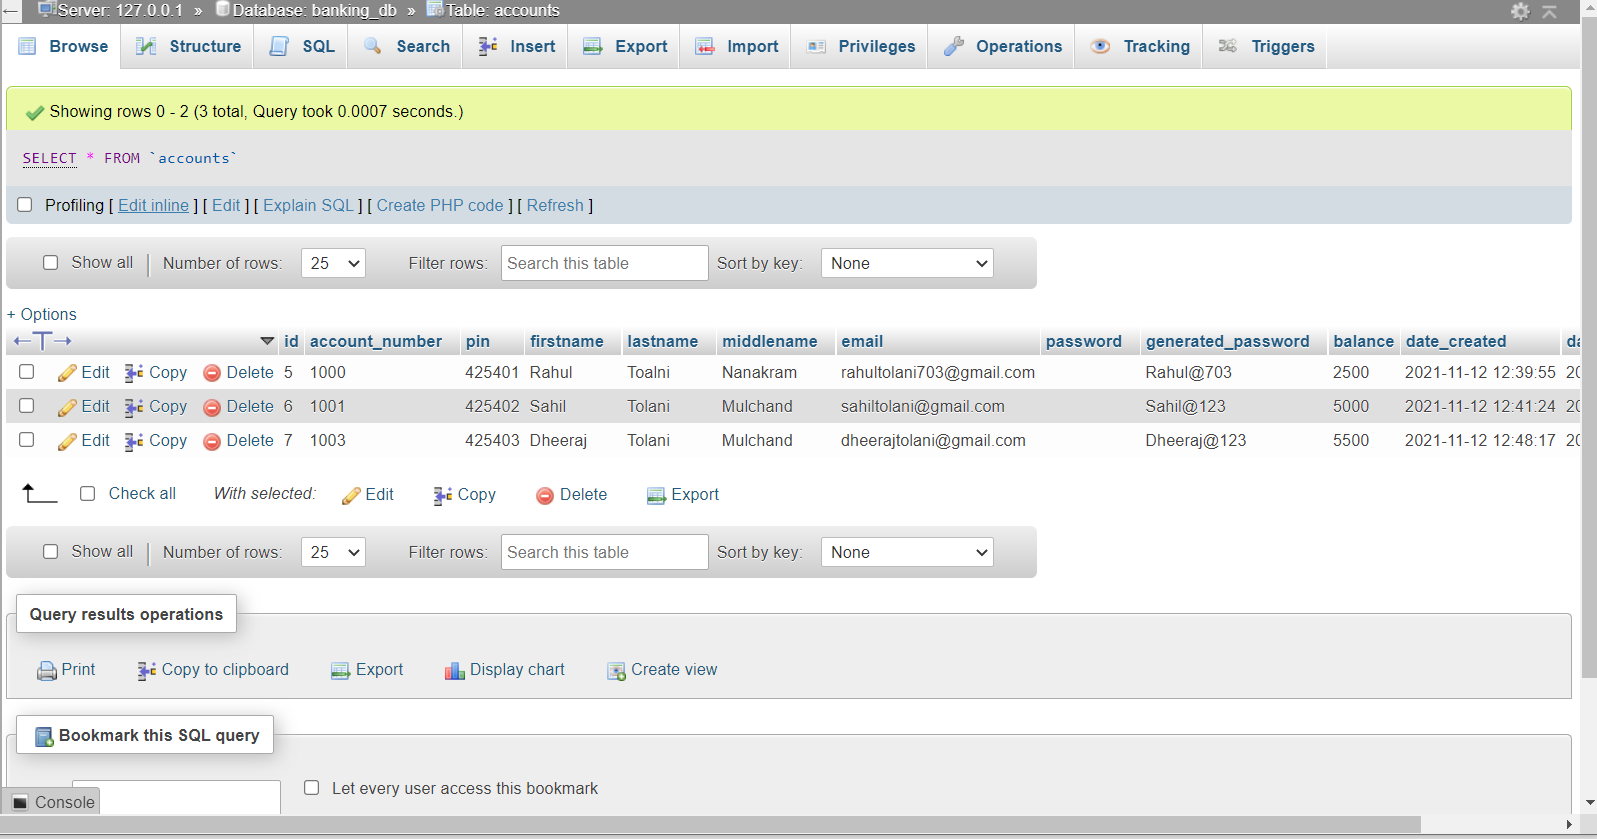 Server: 127.0.0.1 » Database: banking_db » Table: accounts
Browse Structure SQL Search Insert Export Import Privileges Operations Tracking Triggers
Showing rows 0 - 2 (3 total, Query took 0.0007 seconds.)
SELECT * FROM `accounts`
Profiling [ Edit inline ] [ Edit ] [ Explain SQL ] [ Create PHP code ] [ Refresh ]
Show all | Number of rows: 25 Filter rows: Search this table Sort by key: None
+ Options
←T→ id account_number pin firstname lastname middlename email password generated_password balance date_created da
Edit Copy Delete 5 1000 425401 Rahul Toalni Nanakram rahultolani703@gmail.com Rahul@703 2500 2021-11-12 12:39:55 20
Edit Copy Delete 6 1001 425402 Sahil Tolani Mulchand sahiltolani@gmail.com Sahil@123 5000 2021-11-12 12:41:24 20
Edit Copy Delete 7 1003 425403 Dheeraj Tolani Mulchand dheerajtolani@gmail.com Dheeraj@123 5500 2021-11-12 12:48:17 20
Check all With selected: Edit Copy Delete Export
Show all | Number of rows: 25 Filter rows: Search this table Sort by key: None
Query results operations
Print Copy to clipboard Export Display chart Create view
Bookmark this SQL query
Let every user access this bookmark
Console